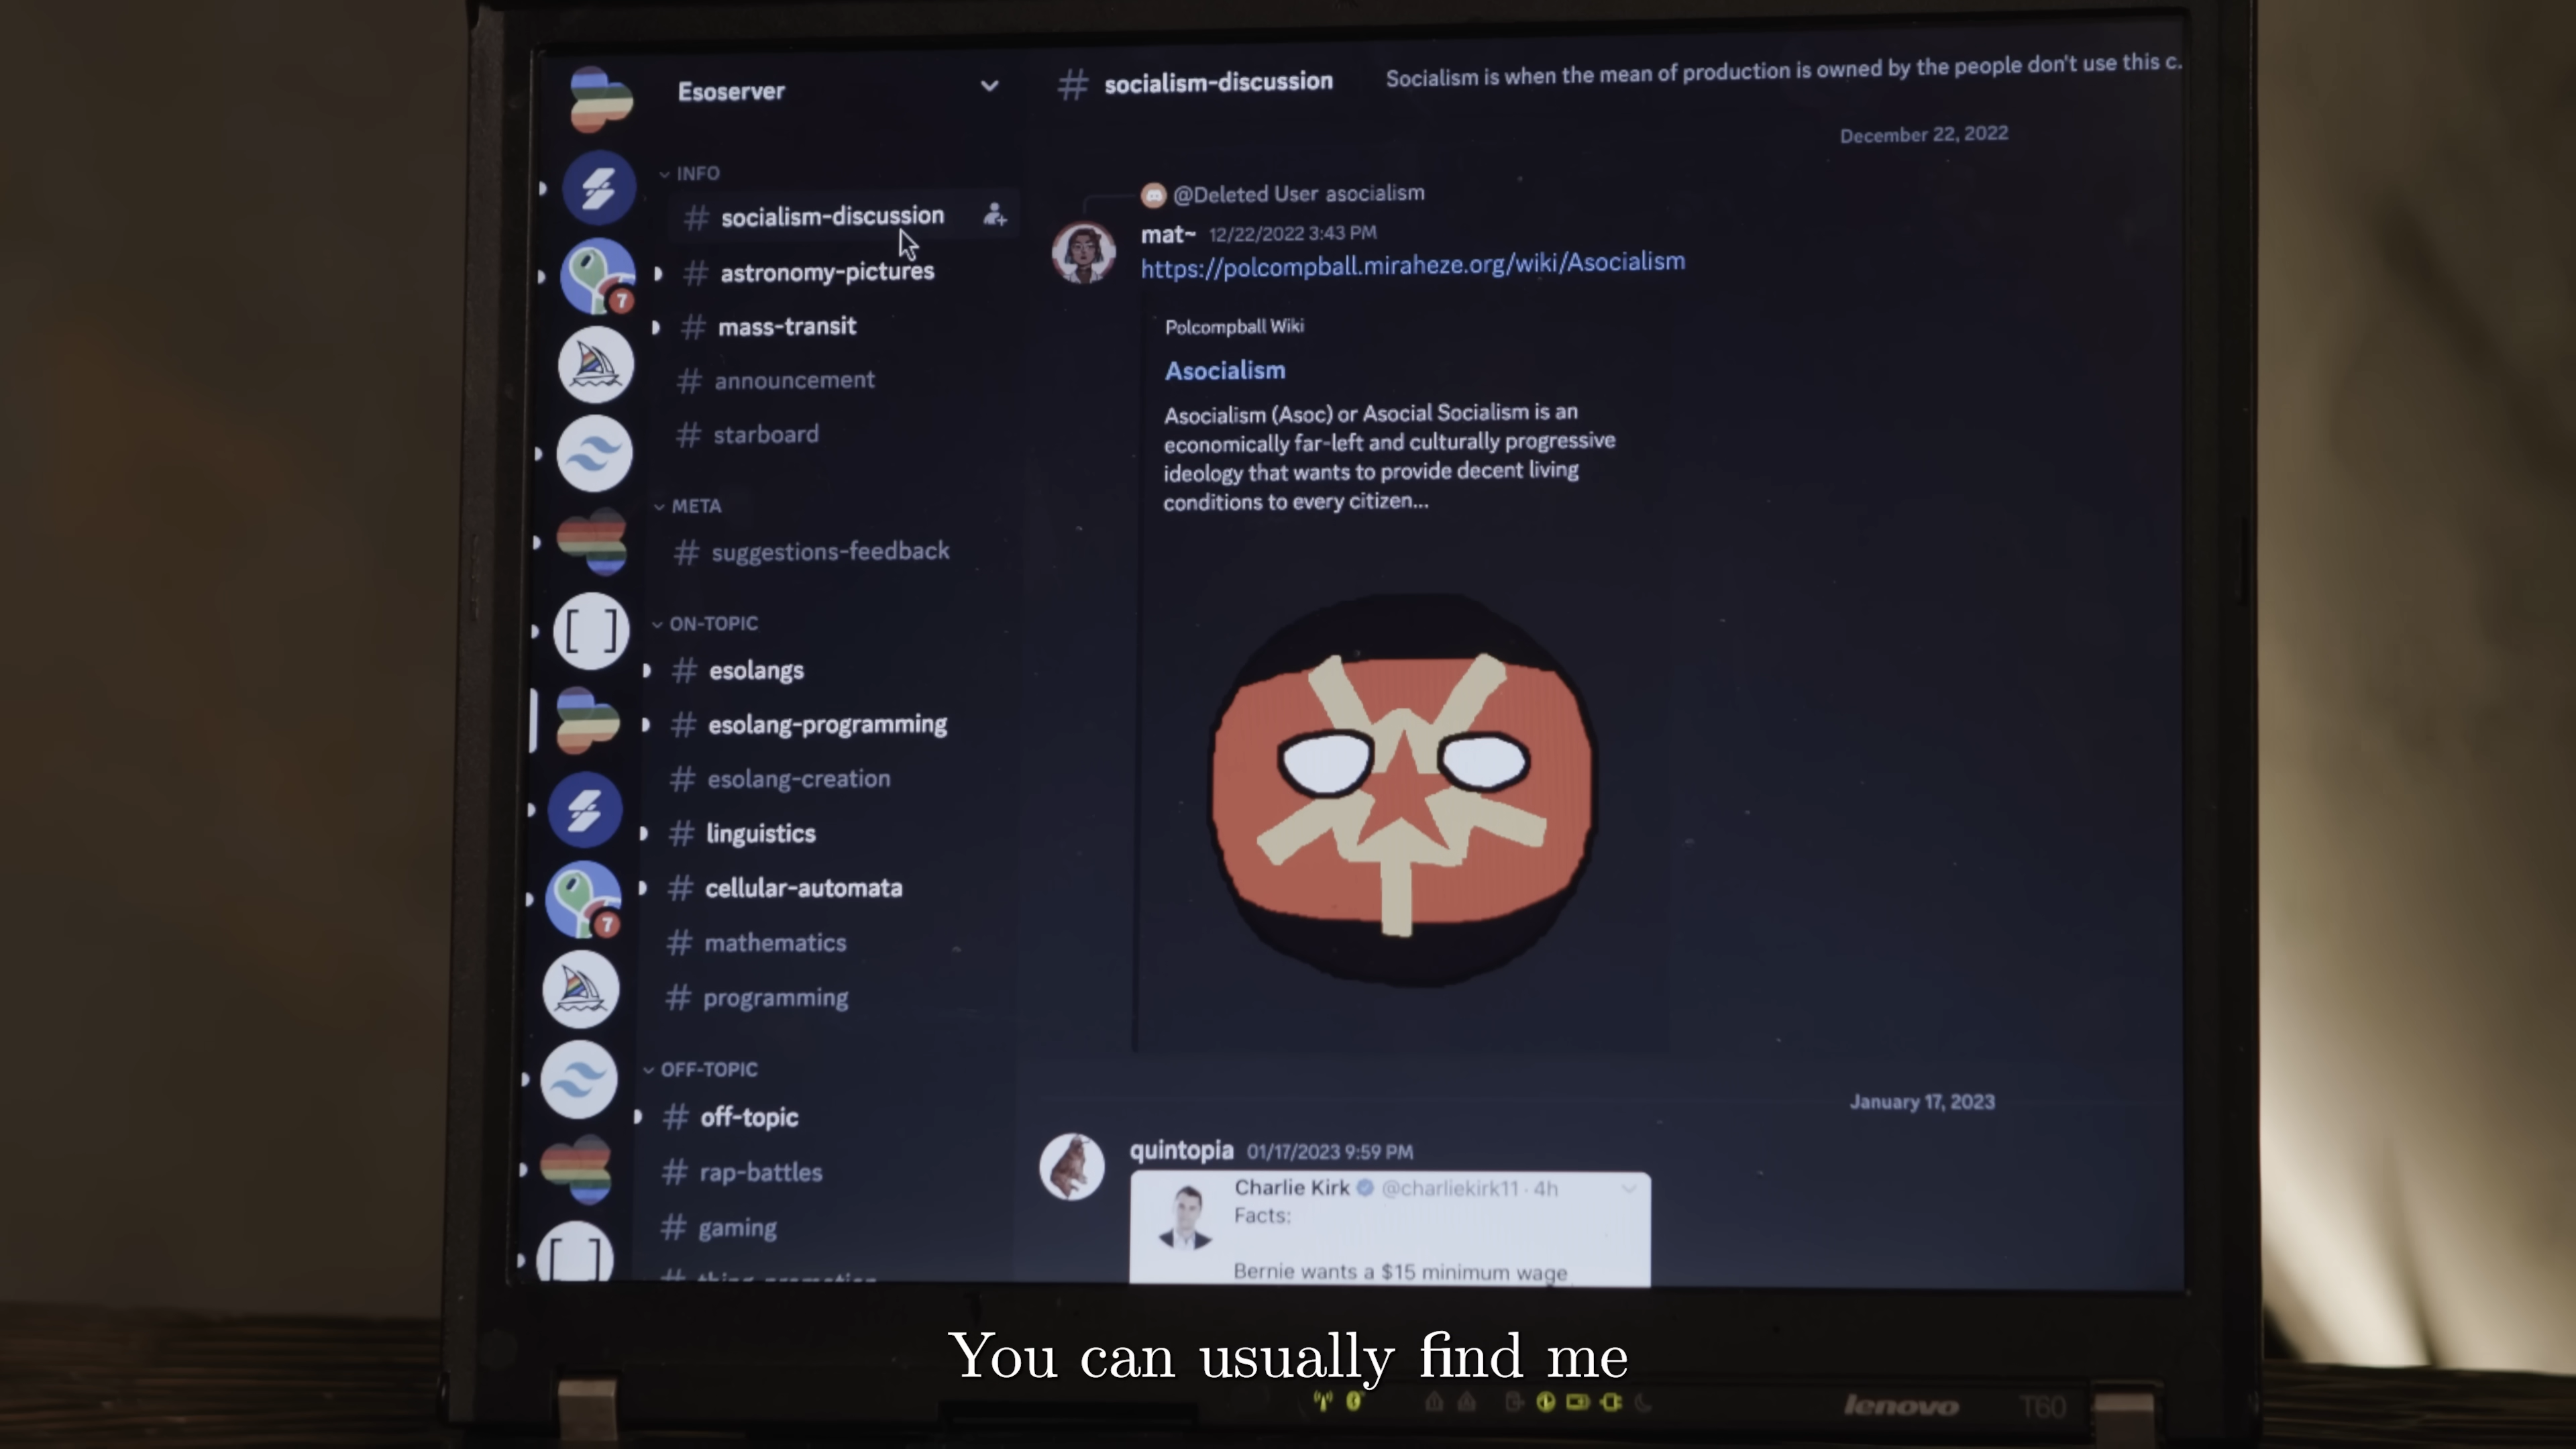 Esoserver
INFO
# socialism-discussion
# astronomy-pictures
# mass-transit
# announcement
# starboard
META
# suggestions-feedback
ON-TOPIC
# esolangs
# esolang-programming
# esolang-creation
# linguistics
# cellular-automata
# mathematics
# programming
OFF-TOPIC
# off-topic
# rap-battles
# gaming
7
[ ]
7
[ ]
# socialism-discussion Socialism is when the mean of production is owned by the people don't use this c.
December 22, 2022
@Deleted User asocialism
mat~ 12/22/2022 3:43 PM
https://polcompball.miraheze.org/wiki/Asocialism
Polcompball Wiki
Asocialism
Asocialism (Asoc) or Asocial Socialism is an
economically far-left and culturally progressive
ideology that wants to provide decent living
conditions to every citizen...
January 17, 2023
quintopia 01/17/2023 9:59 PM
Charlie Kirk @charliekirk11 · 4h
Facts:
Bernie wants a $15 minimum wage
You can usually find me
lenovo T60